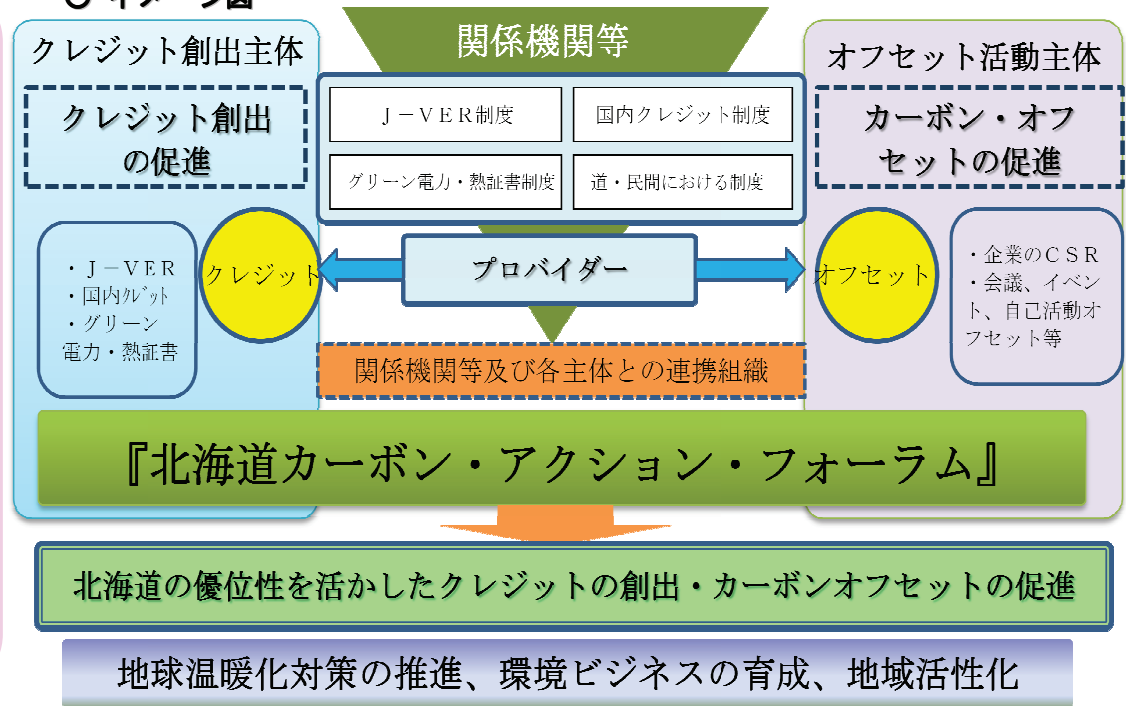 イメージ図
クレジット創出主体
クレジット創出
の促進
・Ｊ－ＶＥＲ
・国内ｸﾚｼﾞｯﾄ
・グリーン
電力・熱証書
クレジット
関係機関等
Ｊ－ＶＥＲ制度
国内クレジット制度
グリーン電力・熱証書制度
道・民間における制度
プロバイダー
関係機関等及び各主体との連携組織
オフセット活動主体
カーボン・オフ
セットの促進
オフセット
・企業のＣＳＲ
・会議、イベン
ト、自己活動オ
フセット等
『北海道カーボン・アクション・フォーラム』
北海道の優位性を活かしたクレジットの創出・カーボンオフセットの促進
地球温暖化対策の推進、環境ビジネスの育成、地域活性化